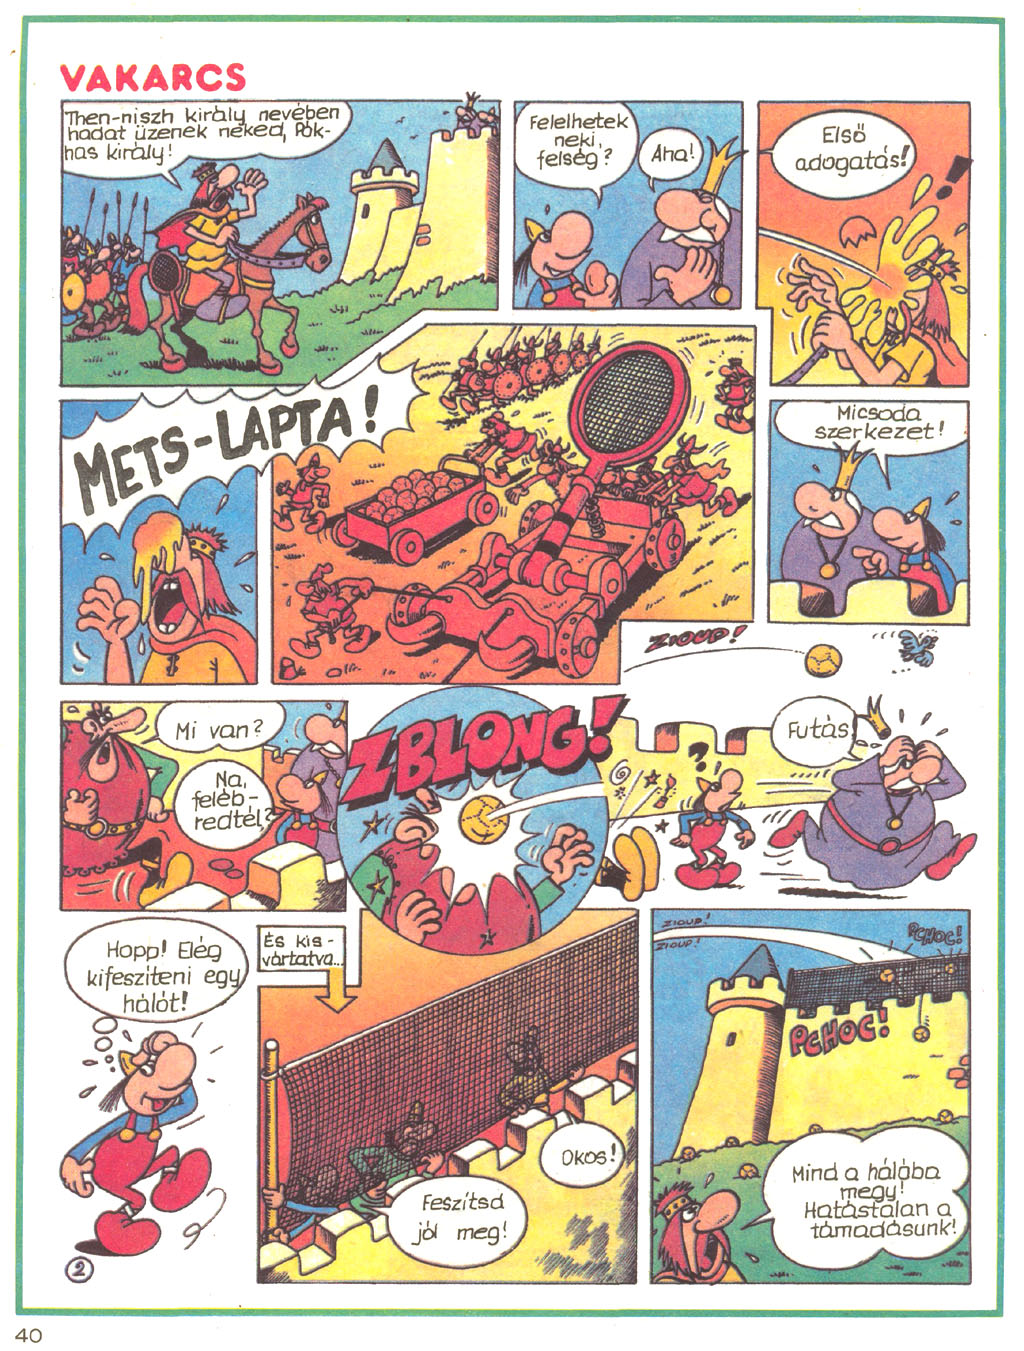 VAKARCS
Then-niszh király nevében
hadat üzenek néked, Pók-
has király!
Felelhetek
neki,
felség?
Aha!
Első
adogatás!
!
METS-LAPTA!
Micsoda
szerkezet!
ZIOUP!
Mi van?
Na,
feléb-
redtél?
ZBLONG!
?
Futás!
Hopp! Elég
kifeszíteni egy
hálót!
És kis-
vártatva...
Feszítsd
jól meg!
Okos!
ZIOUP!
ZIOUP!
PCHOC!
PCHOC!
Mind a hálóba
megy!
Hatástalan a
támadásunk!
2
40